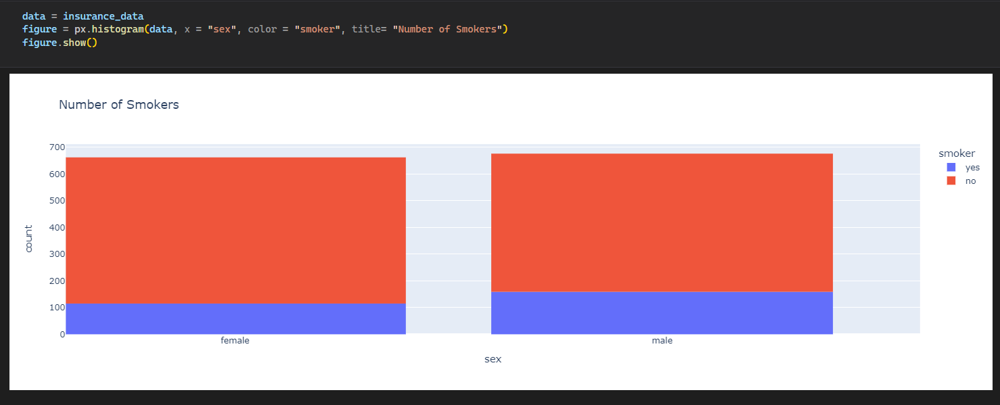 data = insurance_data
figure = px.histogram(data, x = "sex", color = "smoker", title= "Number of Smokers")
figure.show()
Number of Smokers
700
600
500
400
300
200
100
0
count
female
male
sex
smoker
yes
no